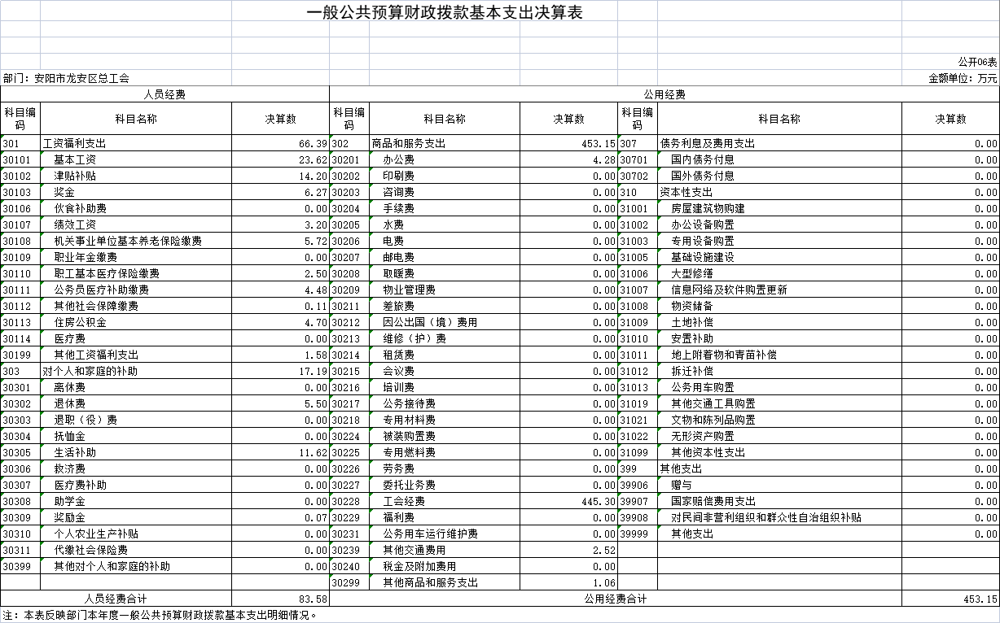 一般公共预算财政拨款基本支出决算表
公开06表
部门：安阳市龙安区总工会 金额单位：万元
人员经费 公用经费
科目编码 科目名称 决算数 科目编码 科目名称 决算数 科目编码 科目名称 决算数
301 工资福利支出 66.39 302 商品和服务支出 453.15 307 债务利息及费用支出 0.00
30101 基本工资 23.62 30201 办公费 4.28 30701 国内债务付息 0.00
30102 津贴补贴 14.20 30202 印刷费 0.00 30702 国外债务付息 0.00
30103 奖金 6.27 30203 咨询费 0.00 310 资本性支出 0.00
30106 伙食补助费 0.00 30204 手续费 0.00 31001 房屋建筑物购建 0.00
30107 绩效工资 3.20 30205 水费 0.00 31002 办公设备购置 0.00
30108 机关事业单位基本养老保险缴费 5.72 30206 电费 0.00 31003 专用设备购置 0.00
30109 职业年金缴费 0.00 30207 邮电费 0.00 31005 基础设施建设 0.00
30110 职工基本医疗保险缴费 2.50 30208 取暖费 0.00 31006 大型修缮 0.00
30111 公务员医疗补助缴费 4.48 30209 物业管理费 0.00 31007 信息网络及软件购置更新 0.00
30112 其他社会保障缴费 0.11 30211 差旅费 0.00 31008 物资储备 0.00
30113 住房公积金 4.70 30212 因公出国（境）费用 0.00 31009 土地补偿 0.00
30114 医疗费 0.00 30213 维修（护）费 0.00 31010 安置补助 0.00
30199 其他工资福利支出 1.58 30214 租赁费 0.00 31011 地上附着物和青苗补偿 0.00
303 对个人和家庭的补助 17.19 30215 会议费 0.00 31012 拆迁补偿 0.00
30301 离休费 0.00 30216 培训费 0.00 31013 公务用车购置 0.00
30302 退休费 5.50 30217 公务接待费 0.00 31019 其他交通工具购置 0.00
30303 退职（役）费 0.00 30218 专用材料费 0.00 31021 文物和陈列品购置 0.00
30304 抚恤金 0.00 30224 被装购置费 0.00 31022 无形资产购置 0.00
30305 生活补助 11.62 30225 专用燃料费 0.00 31099 其他资本性支出 0.00
30306 救济费 0.00 30226 劳务费 0.00 399 其他支出 0.00
30307 医疗费补助 0.00 30227 委托业务费 0.00 39906 赠与 0.00
30308 助学金 0.00 30228 工会经费 445.30 39907 国家赔偿费用支出 0.00
30309 奖励金 0.07 30229 福利费 0.00 39908 对民间非营利组织和群众性自治组织补贴 0.00
30310 个人农业生产补贴 0.00 30231 公务用车运行维护费 0.00 39999 其他支出 0.00
30311 代缴社会保险费 0.00 30239 其他交通费用 2.52
30399 其他对个人和家庭的补助 0.00 30240 税金及附加费用 0.00
30299 其他商品和服务支出 1.06
人员经费合计 83.58 公用经费合计 453.15
注：本表反映部门本年度一般公共预算财政拨款基本支出明细情况。